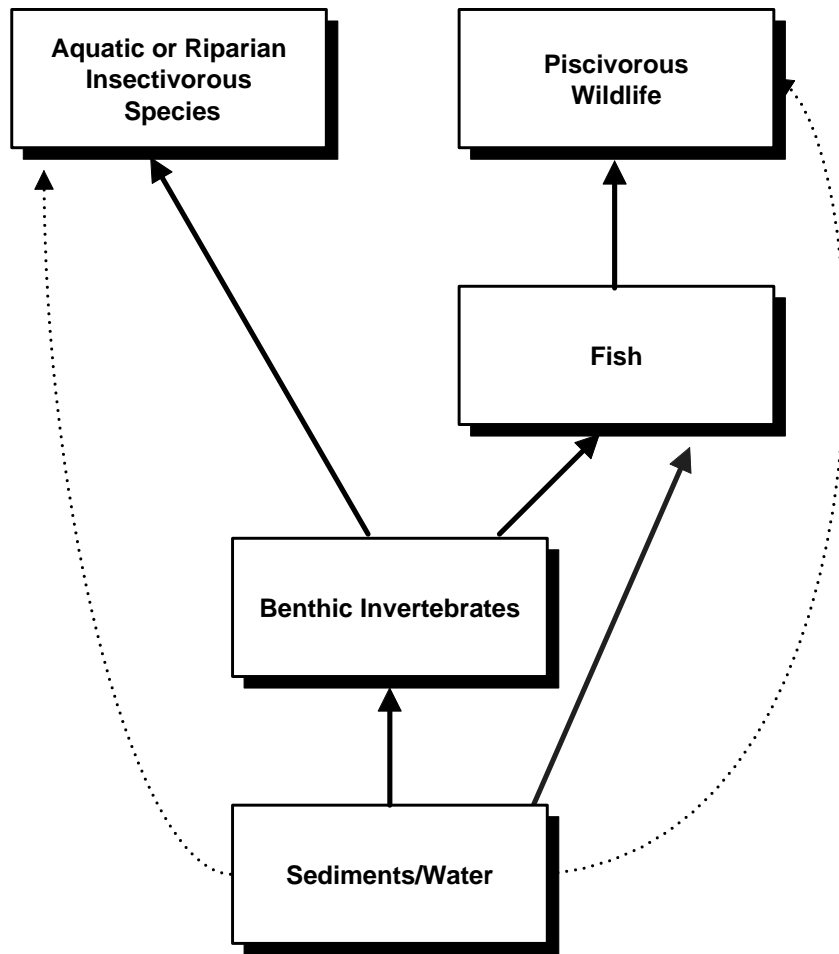 Aquatic or Riparian
Insectivorous
Species
Piscivorous
Wildlife
Fish
Benthic Invertebrates
Sediments/Water